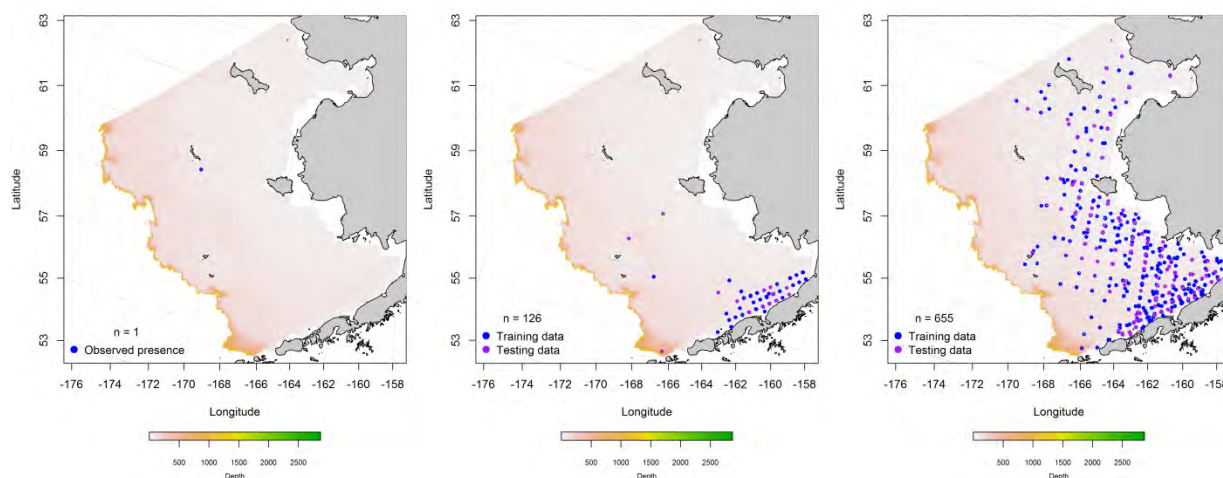 63
61
59
57
55
53
Latitude
n = 1
Observed presence
-176 -174 -172 -170 -168 -166 -164 -162 -160 -158
Longitude
500 1000 1500 2000 2500
Depth
63
61
59
57
55
53
Latitude
n = 126
Training data
Testing data
-176 -174 -172 -170 -168 -166 -164 -162 -160 -158
Longitude
500 1000 1500 2000 2500
Depth
63
61
59
57
55
53
Latitude
n = 655
Training data
Testing data
-176 -174 -172 -170 -168 -166 -164 -162 -160 -158
Longitude
500 1000 1500 2000 2500
Depth